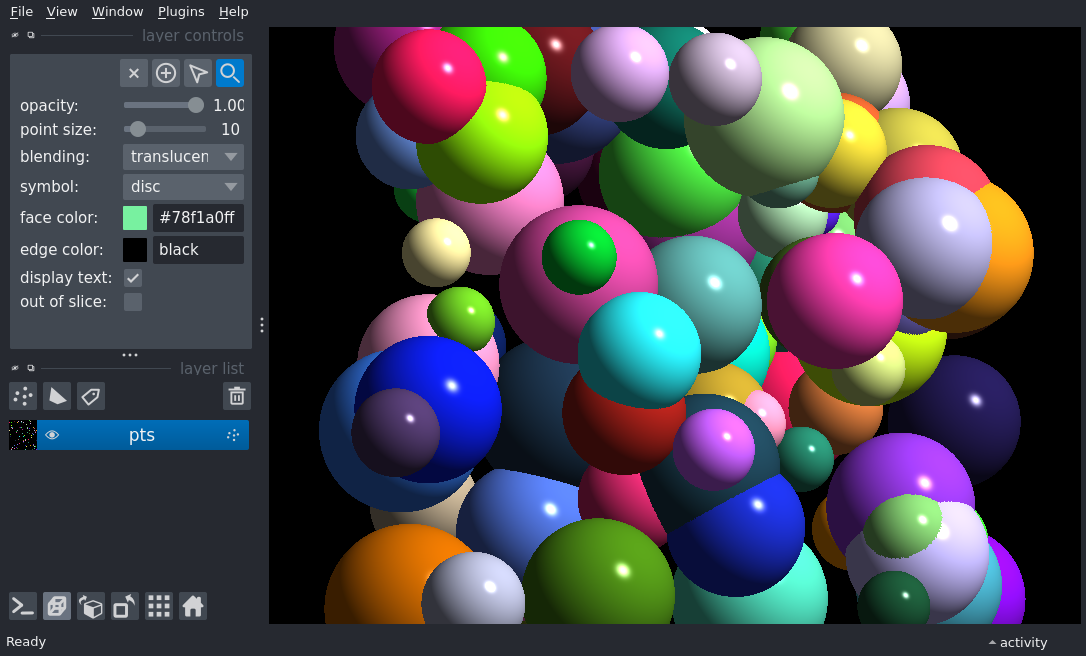 File View Window Plugins Help
layer controls
opacity: 1.00
point size: 10
blending: translucen
symbol: disc
face color: #78f1a0ff
edge color: black
display text:
out of slice:
layer list
pts
Ready
activity